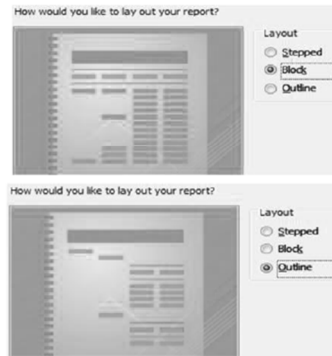 How would you like to lay out your report?
Layout
Stepped
Block
Outline
How would you like to lay out your report?
Layout
Stepped
Block
Outline